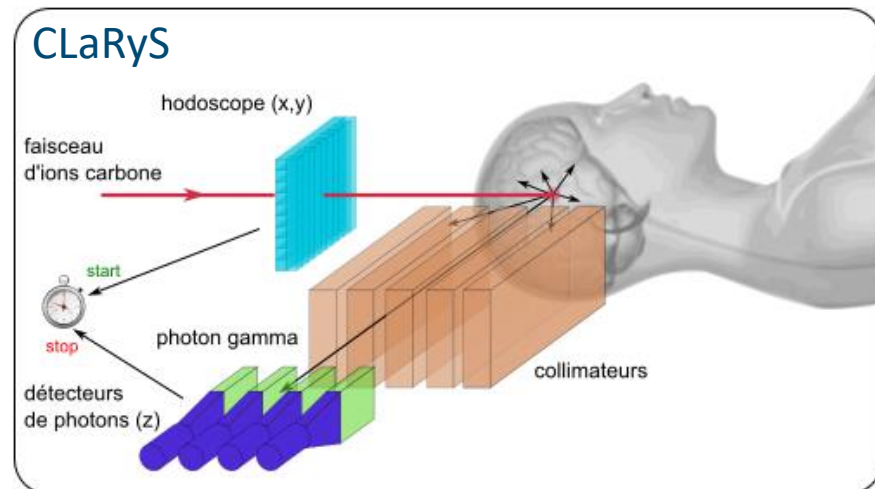 CLaRyS
hodoscope (x,y)
faisceau
d'ions carbone
start
stop
photon gamma
collimateurs
détecteurs
de photons (z)